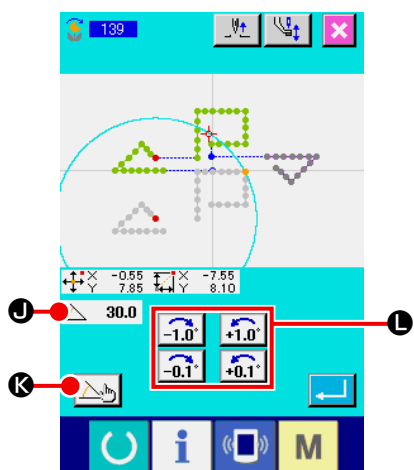 139
X -0.55 X -7.55
Y 7.85 Y 8.10
J 30.0
-1.0° +1.0° L
-0.1° +0.1°
K
i M